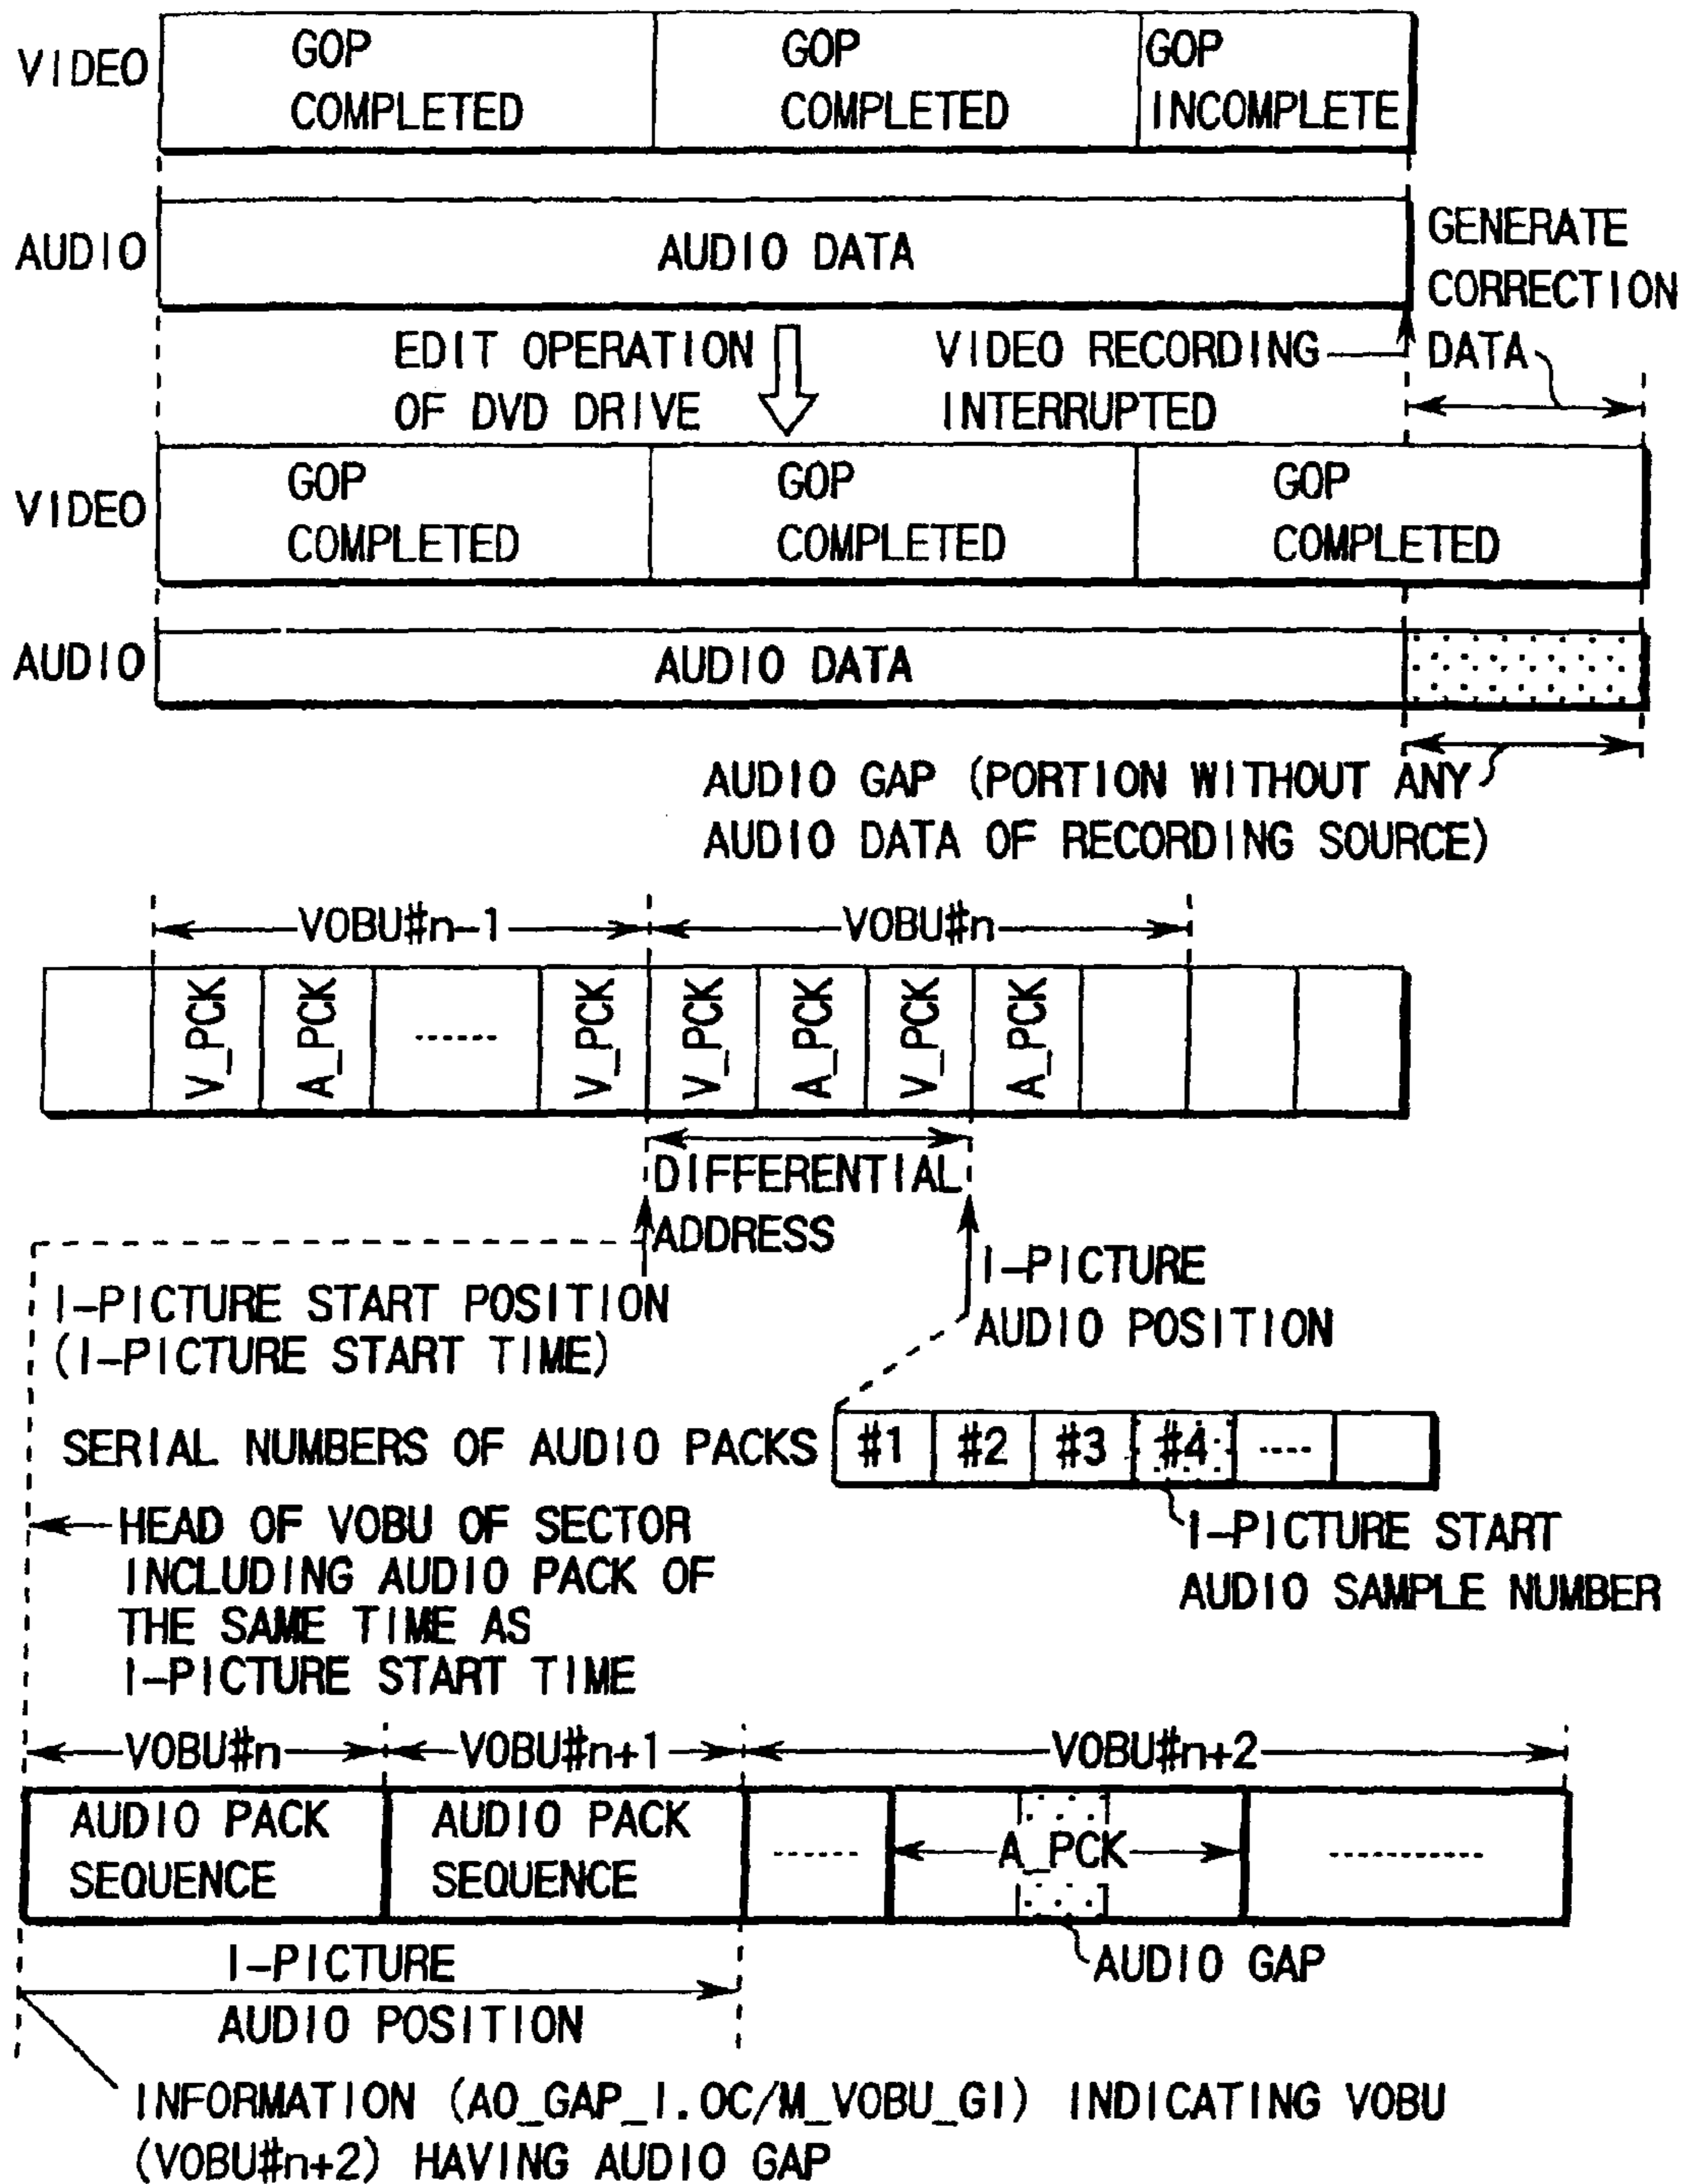 VIDEO
GOP COMPLETED
GOP COMPLETED
GOP INCOMPLETE
AUDIO
AUDIO DATA
GENERATE CORRECTION DATA
EDIT OPERATION OF DVD DRIVE
VIDEO RECORDING INTERRUPTED
VIDEO
GOP COMPLETED
GOP COMPLETED
GOP COMPLETED
AUDIO
AUDIO DATA
AUDIO GAP (PORTION WITHOUT ANY
AUDIO DATA OF RECORDING SOURCE)
VOBU#n-1
VOBU#n
V_PCK
A_PCK
------
V_PCK
V_PCK
A_PCK
V_PCK
A_PCK
DIFFERENTIAL
ADDRESS
I-PICTURE START POSITION
(I-PICTURE START TIME)
I-PICTURE
AUDIO POSITION
SERIAL NUMBERS OF AUDIO PACKS
#1
#2
#3
#4
----
I-PICTURE START
AUDIO SAMPLE NUMBER
HEAD OF VOBU OF SECTOR
INCLUDING AUDIO PACK OF
THE SAME TIME AS
I-PICTURE START TIME
VOBU#n
VOBU#n+1
VOBU#n+2
AUDIO PACK
SEQUENCE
AUDIO PACK
SEQUENCE
------
A_PCK
-----------
AUDIO GAP
I-PICTURE
AUDIO POSITION
INFORMATION (AO_GAP_I.OC/M_VOBU_GI) INDICATING VOBU
(VOBU#n+2) HAVING AUDIO GAP